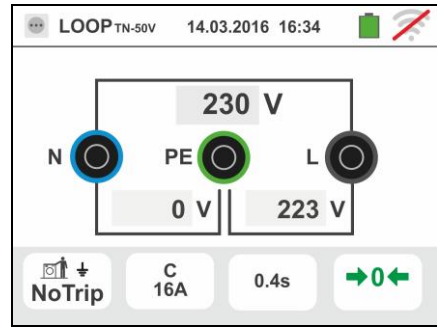 LOOP TN-50V 14.03.2016 16:34
230 V
N PE L
0 V 223 V
NoTrip
C
16A
0.4s
→0←